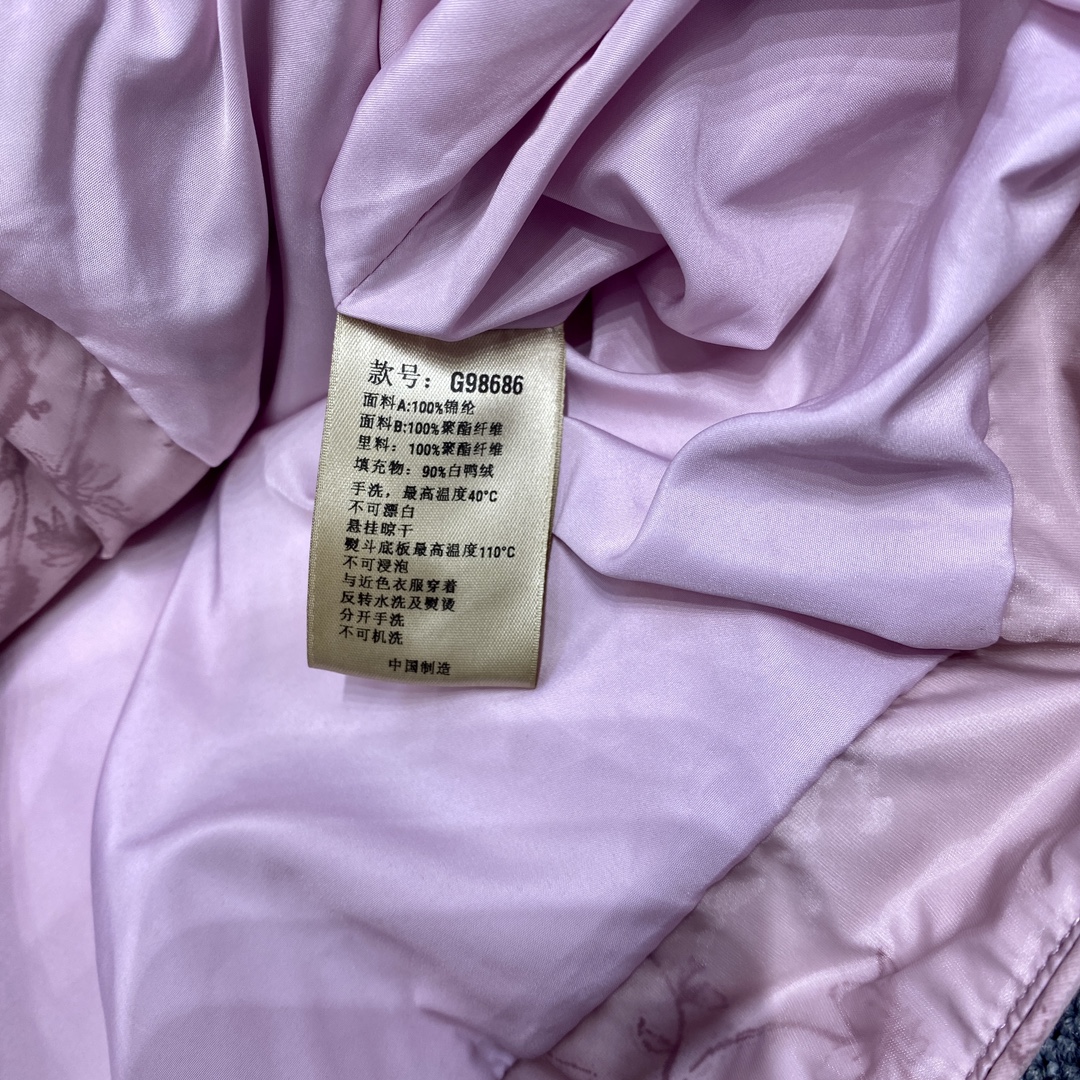 款号：G98686
面料A:100%锦纶
面料B:100%聚酯纤维
里料：100%聚酯纤维
填充物：90%白鸭绒
手洗，最高温度40°C
不可漂白
悬挂晾干
熨斗底板最高温度110°C
不可浸泡
与近色衣服穿着
反转水洗及熨烫
分开手洗
不可机洗
中国制造